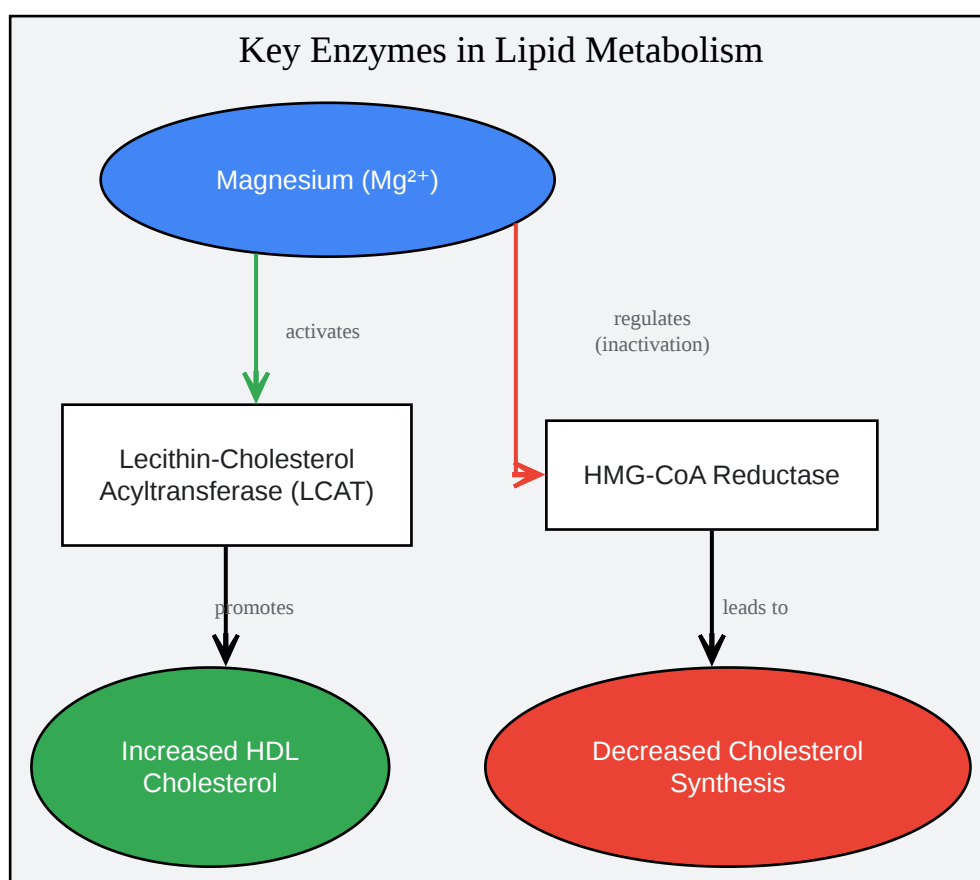 Key Enzymes in Lipid Metabolism
Magnesium (Mg²⁺)
activates
regulates
(inactivation)
Lecithin-Cholesterol
Acyltransferase (LCAT)
HMG-CoA Reductase
promotes
leads to
Increased HDL
Cholesterol
Decreased Cholesterol
Synthesis